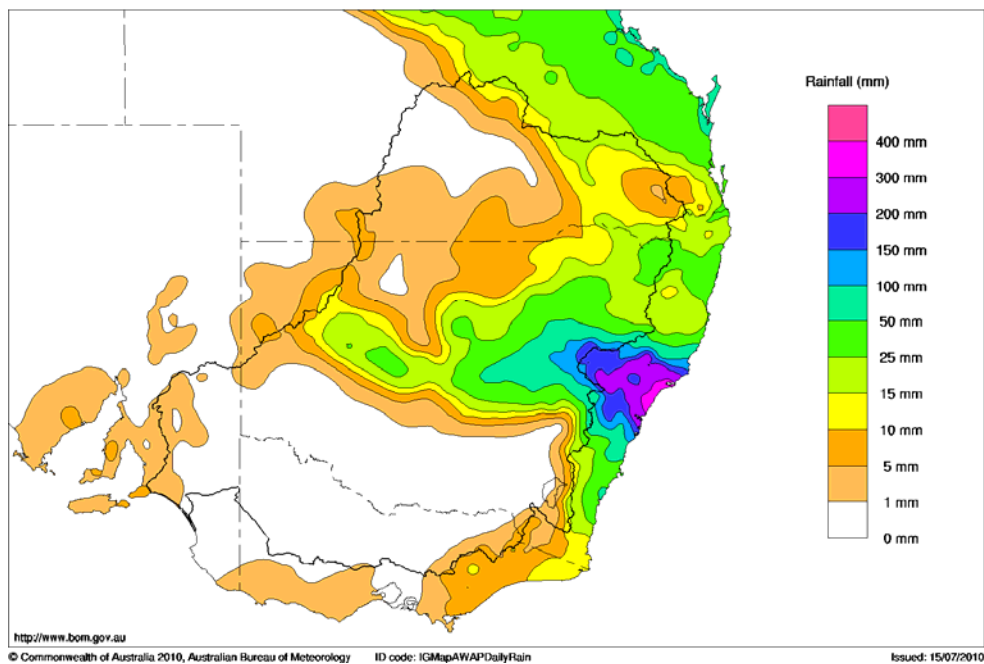 Rainfall (mm)
400 mm
300 mm
200 mm
150 mm
100 mm
50 mm
25 mm
15 mm
10 mm
5 mm
1 mm
0 mm
http://www.bom.gov.au
© Commonwealth of Australia 2010, Australian Bureau of Meteorology ID code: IGMapAWAPDailyRain Issued: 15/07/2010